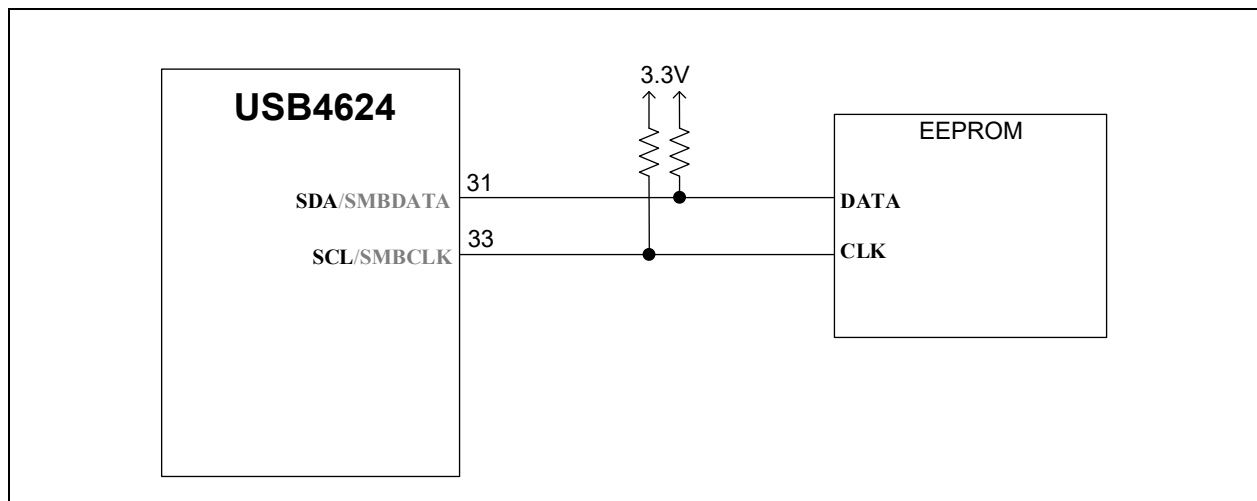 3.3V
USB4624
EEPROM
SDA/SMBDATA
31
DATA
SCL/SMBCLK
33
CLK